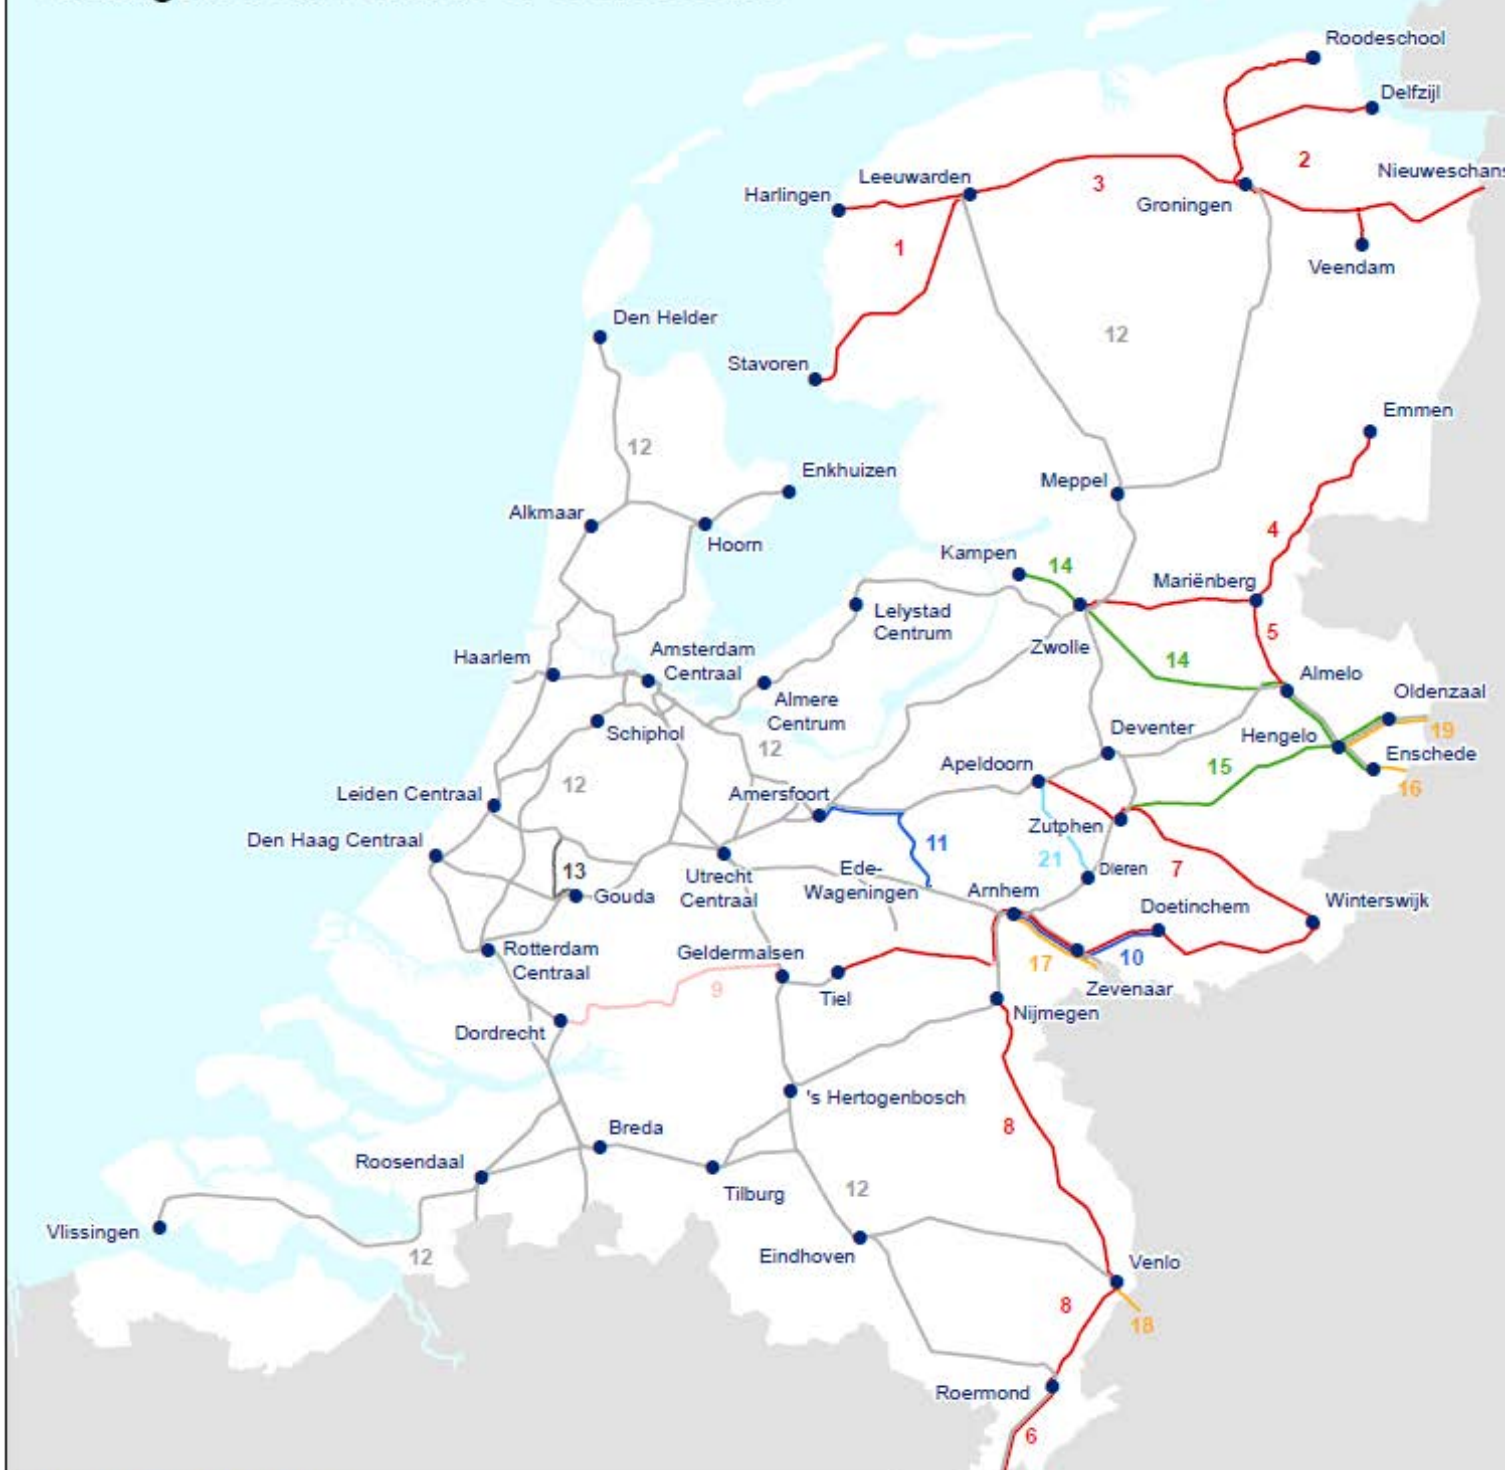 Roodeschool
Delfzijl
2
Nieuweschans
Leeuwarden
3
Harlingen
Groningen
1
Veendam
Den Helder
12
Stavoren
Emmen
12
Enkhuizen
Meppel
Alkmaar
4
Hoorn
Kampen
14
Mariënberg
Lelystad
Centrum
5
Zwolle
Haarlem
Amsterdam
Centraal
14
Almelo
Almere
Centrum
Oldenzaal
Schiphol
Deventer
Hengelo
19
12
Enschede
Apeldoorn
15
12
16
Leiden Centraal
Amersfoort
Zutphen
Den Haag Centraal
11
21
13
Utrecht
Centraal
Ede-
Wageningen
Dieren
7
Gouda
Arnhem
Doetinchem
Winterswijk
Rotterdam
Centraal
Geldermalsen
17
10
9
Tiel
Zevenaar
Nijmegen
Dordrecht
's Hertogenbosch
Breda
8
Roosendaal
12
Tilburg
Vlissingen
12
Eindhoven
Venlo
8
18
Roermond
6